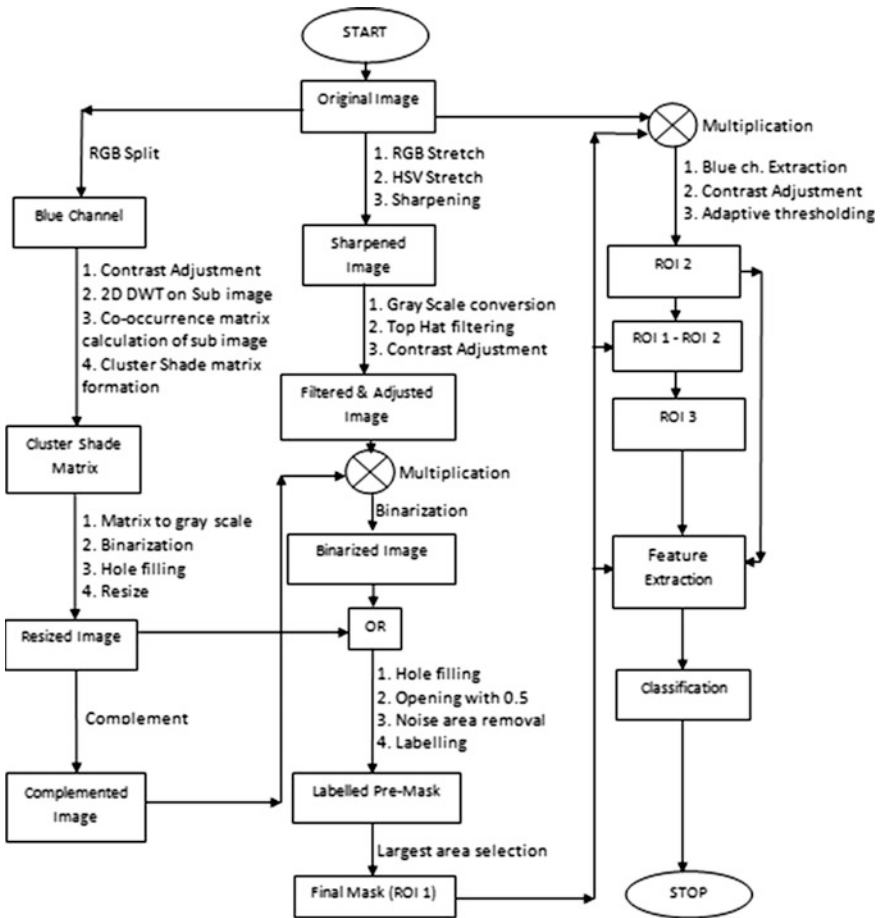 START
Original Image
RGB Split
Blue Channel
1. Contrast Adjustment
2. 2D DWT on Sub image
3. Co-occurrence matrix
calculation of sub image
4. Cluster Shade matrix
formation
Cluster Shade
Matrix
1. Matrix to gray scale
2. Binarization
3. Hole filling
4. Resize
Resized Image
Complement
Complemented
Image
1. RGB Stretch
2. HSV Stretch
3. Sharpening
Sharpened
Image
1. Gray Scale conversion
2. Top Hat filtering
3. Contrast Adjustment
Filtered & Adjusted
Image
Multiplication
Binarization
Binarized Image
OR
1. Hole filling
2. Opening with 0.5
3. Noise area removal
4. Labelling
Labelled Pre-Mask
Largest area selection
Final Mask (ROI 1)
Multiplication
1. Blue ch. Extraction
2. Contrast Adjustment
3. Adaptive thresholding
ROI 2
ROI 1 - ROI 2
ROI 3
Feature
Extraction
Classification
STOP